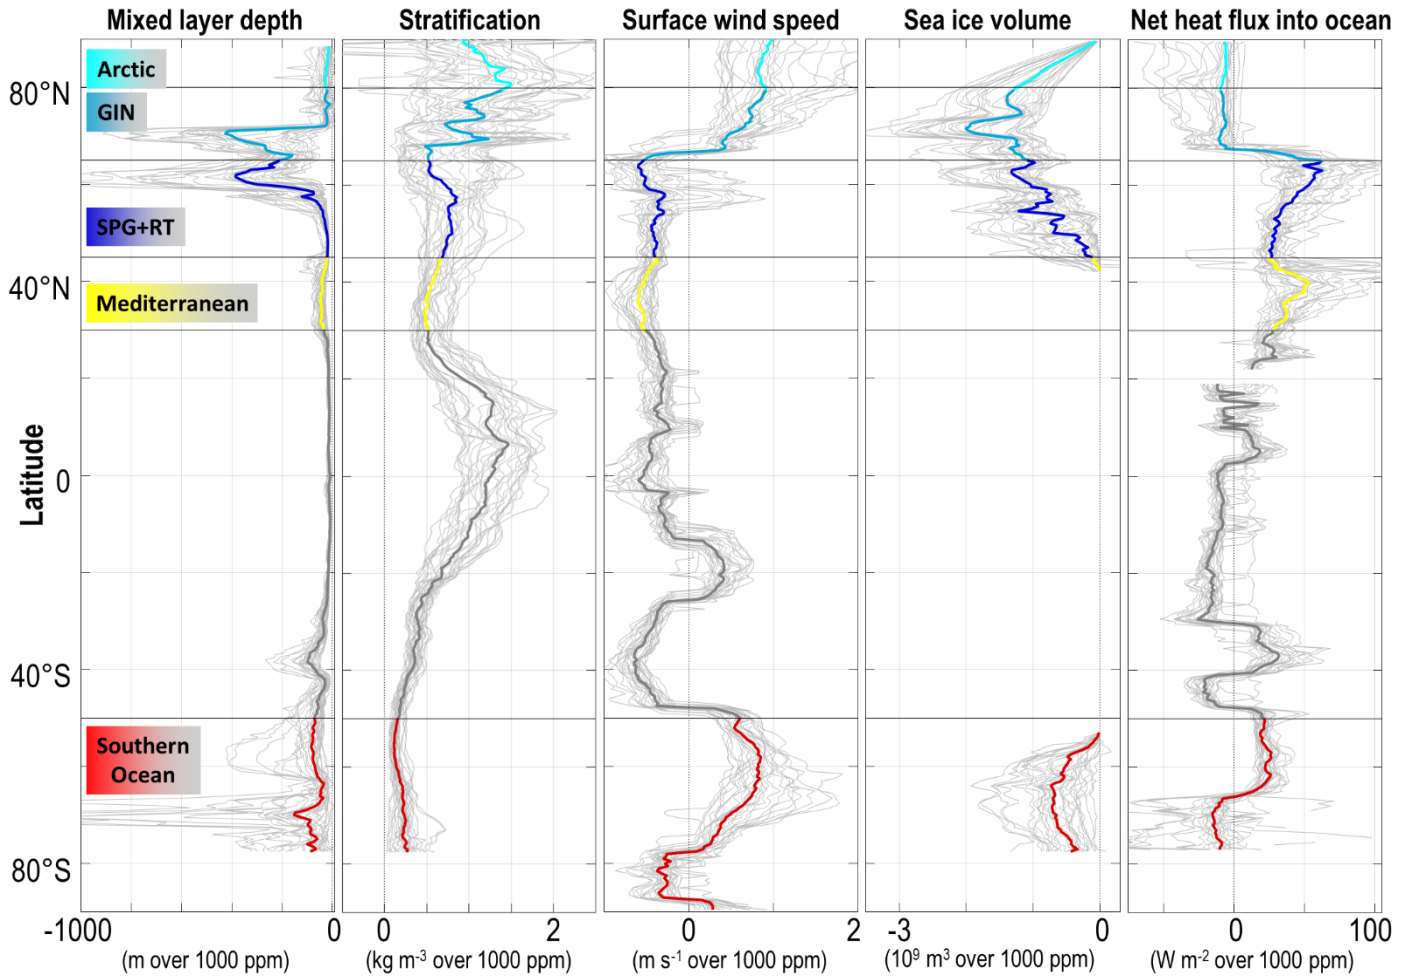 Mixed layer depth
Stratification
Surface wind speed
Sea ice volume
Net heat flux into ocean
Arctic
80°N
GIN
SPG+RT
40°N
Mediterranean
Latitude
0
40°S
Southern
Ocean
80°S
-1000 0
0 1 2
0 2
-3 0
0 100
(m over 1000 ppm)
(kg m-3 over 1000 ppm)
(m s-1 over 1000 ppm)
(10⁹ m³ over 1000 ppm)
(W m-2 over 1000 ppm)